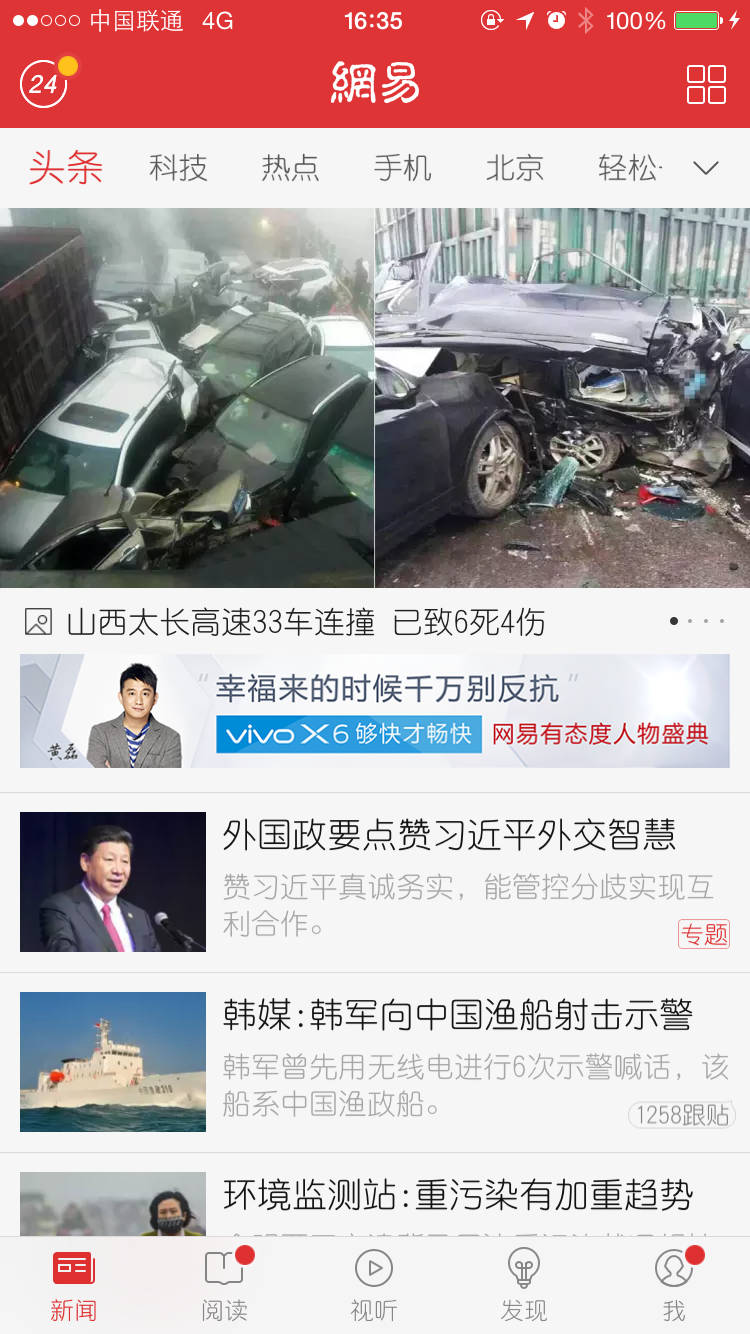 中国联通 4G 16:35 100%
24 網易
头条 科技 热点 手机 北京 轻松
山西太长高速33车连撞 已致6死4伤
“幸福来的时候千万别反抗”
黄磊 vivo X6 够快才畅快 网易有态度人物盛典
外国政要点赞习近平外交智慧
赞习近平真诚务实，能管控分歧实现互
利合作。
专题
韩媒:韩军向中国渔船射击示警
韩军曾先用无线电进行6次示警喊话，该
船系中国渔政船。
1258跟贴
环境监测站:重污染有加重趋势
新闻 阅读 视听 发现 我